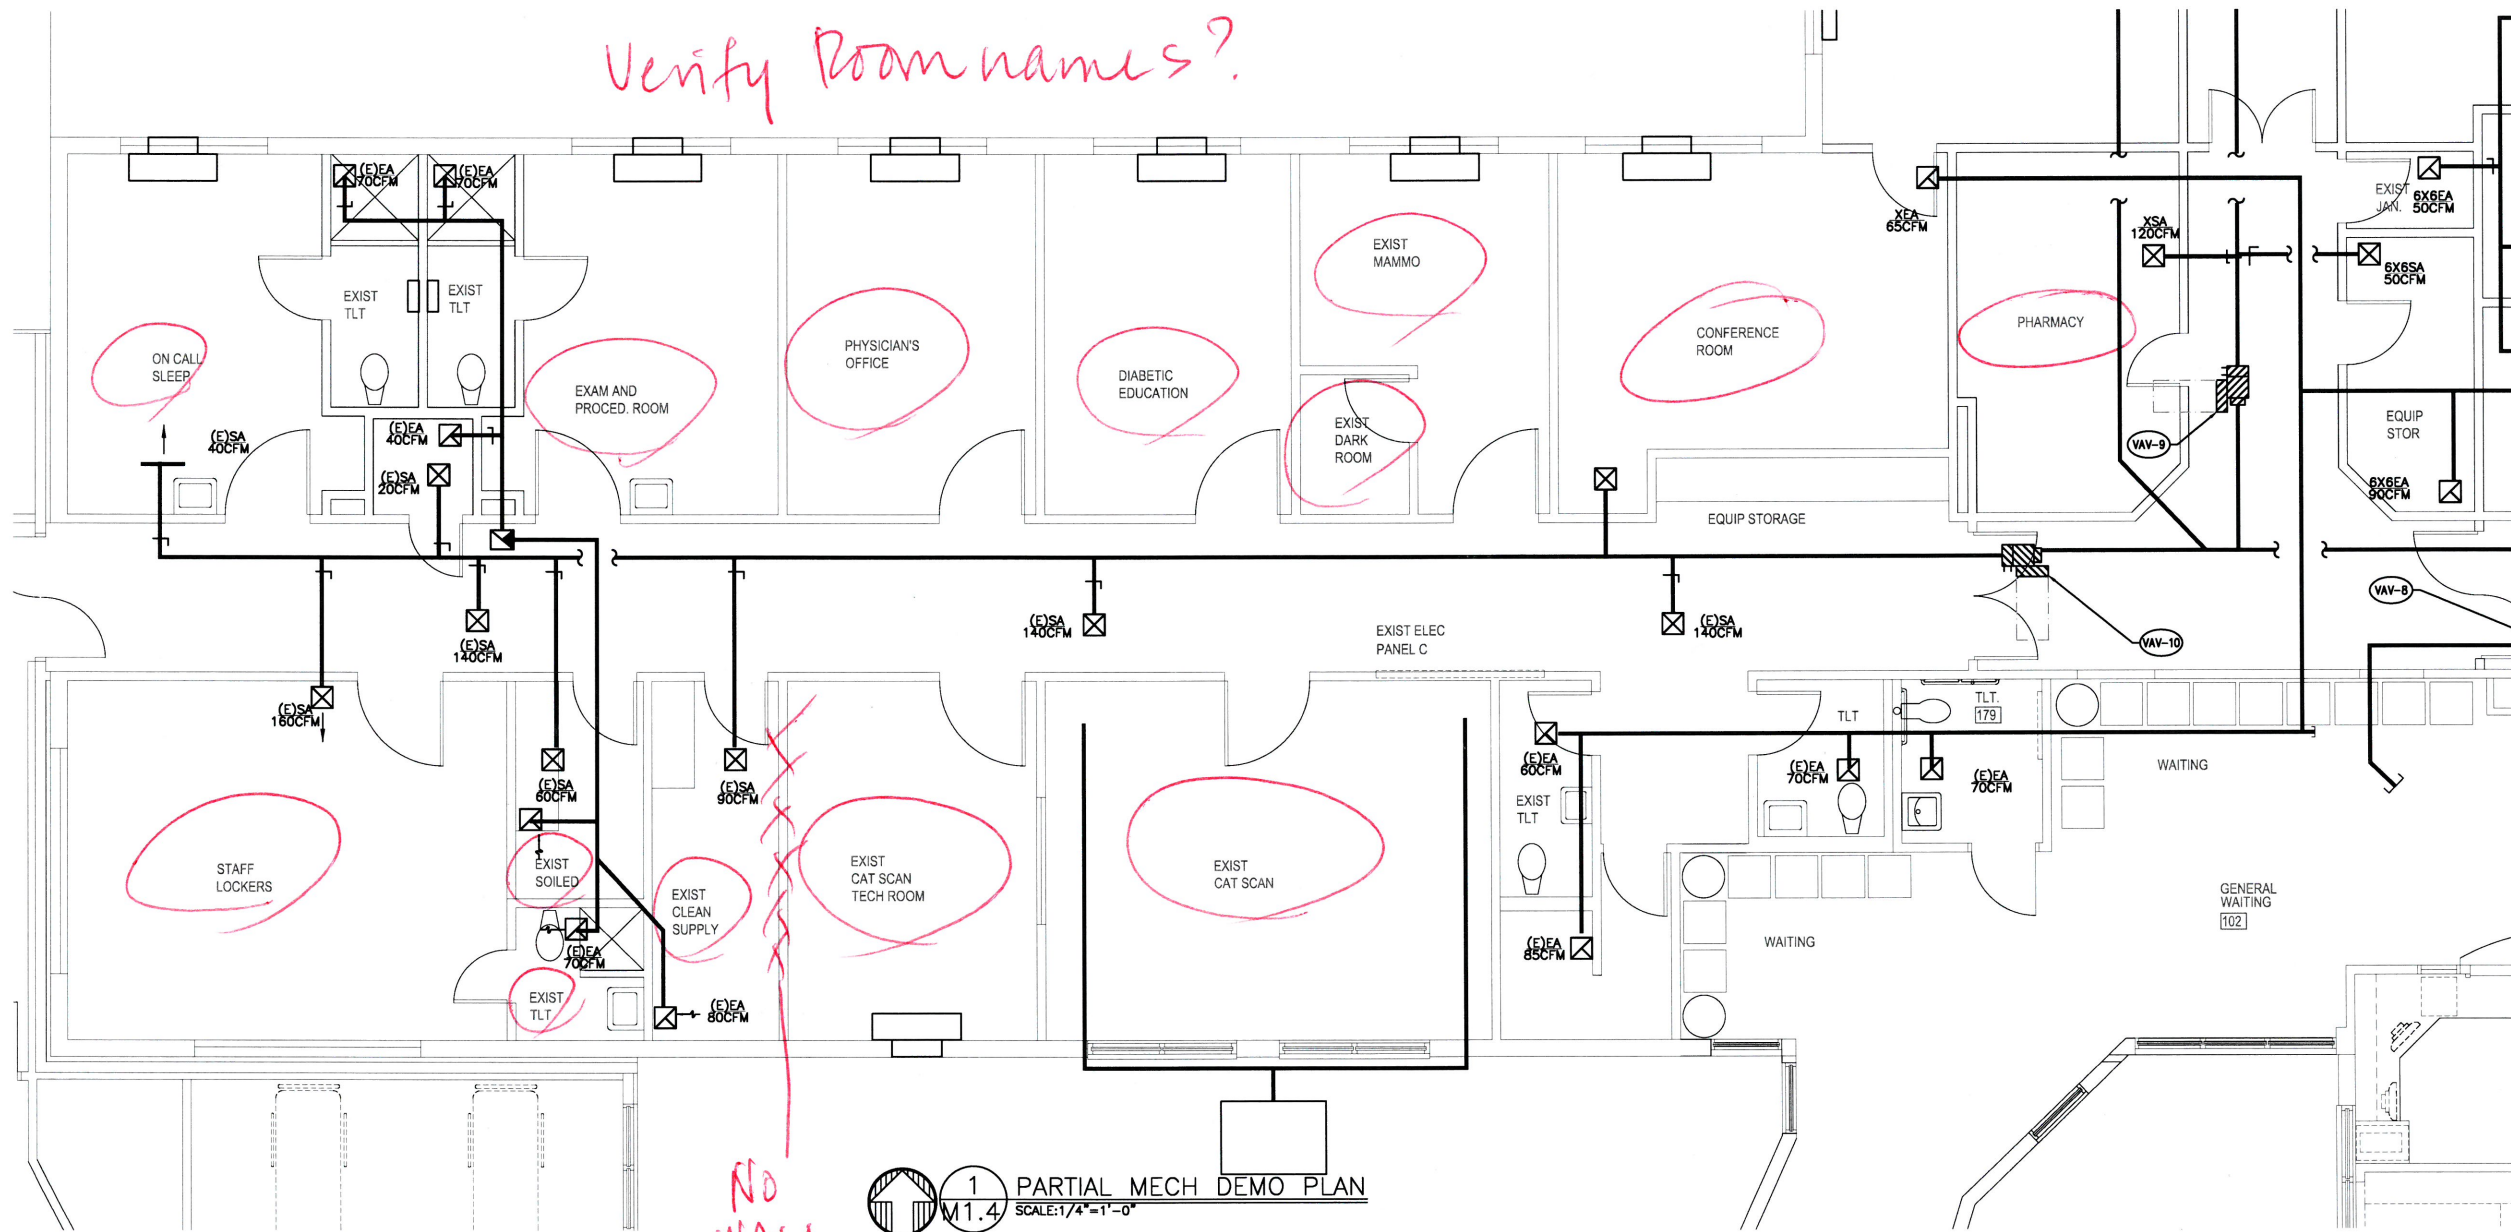 Verify Room names?
(E)EA
70CFM
(E)EA
70CFM
EXIST
TLT
EXIST
TLT
ON CALL
SLEEP
(E)SA
40CFM
(E)EA
40CFM
(E)SA
20CFM
EXAM AND
PROCED. ROOM
PHYSICIAN'S
OFFICE
DIABETIC
EDUCATION
EXIST
MAMMO
EXIST
DARK
ROOM
CONFERENCE
ROOM
XEA
65CFM
PHARMACY
XSA
120CFM
EXIST
JAN.
6X6EA
50CFM
6X6SA
50CFM
VAV-9
EQUIP
STOR
6X6EA
90CFM
EQUIP STORAGE
VAV-8
VAV-10
(E)SA
140CFM
(E)SA
140CFM
(E)SA
140CFM
EXIST ELEC
PANEL C
(E)SA
160CFM
(E)SA
60CFM
(E)SA
90CFM
STAFF
LOCKERS
EXIST
SOILED
EXIST
CLEAN
SUPPLY
EXIST
CAT SCAN
TECH ROOM
EXIST
CAT SCAN
(E)EA
70CFM
EXIST
TLT
(E)EA
80CFM
(E)EA
60CFM
EXIST
TLT
(E)EA
85CFM
TLT
(E)EA
70CFM
TLT.
179
(E)EA
70CFM
WAITING
WAITING
GENERAL
WAITING
102
No
WALL
1
M1.4
PARTIAL MECH DEMO PLAN
SCALE:1/4"=1'-0"